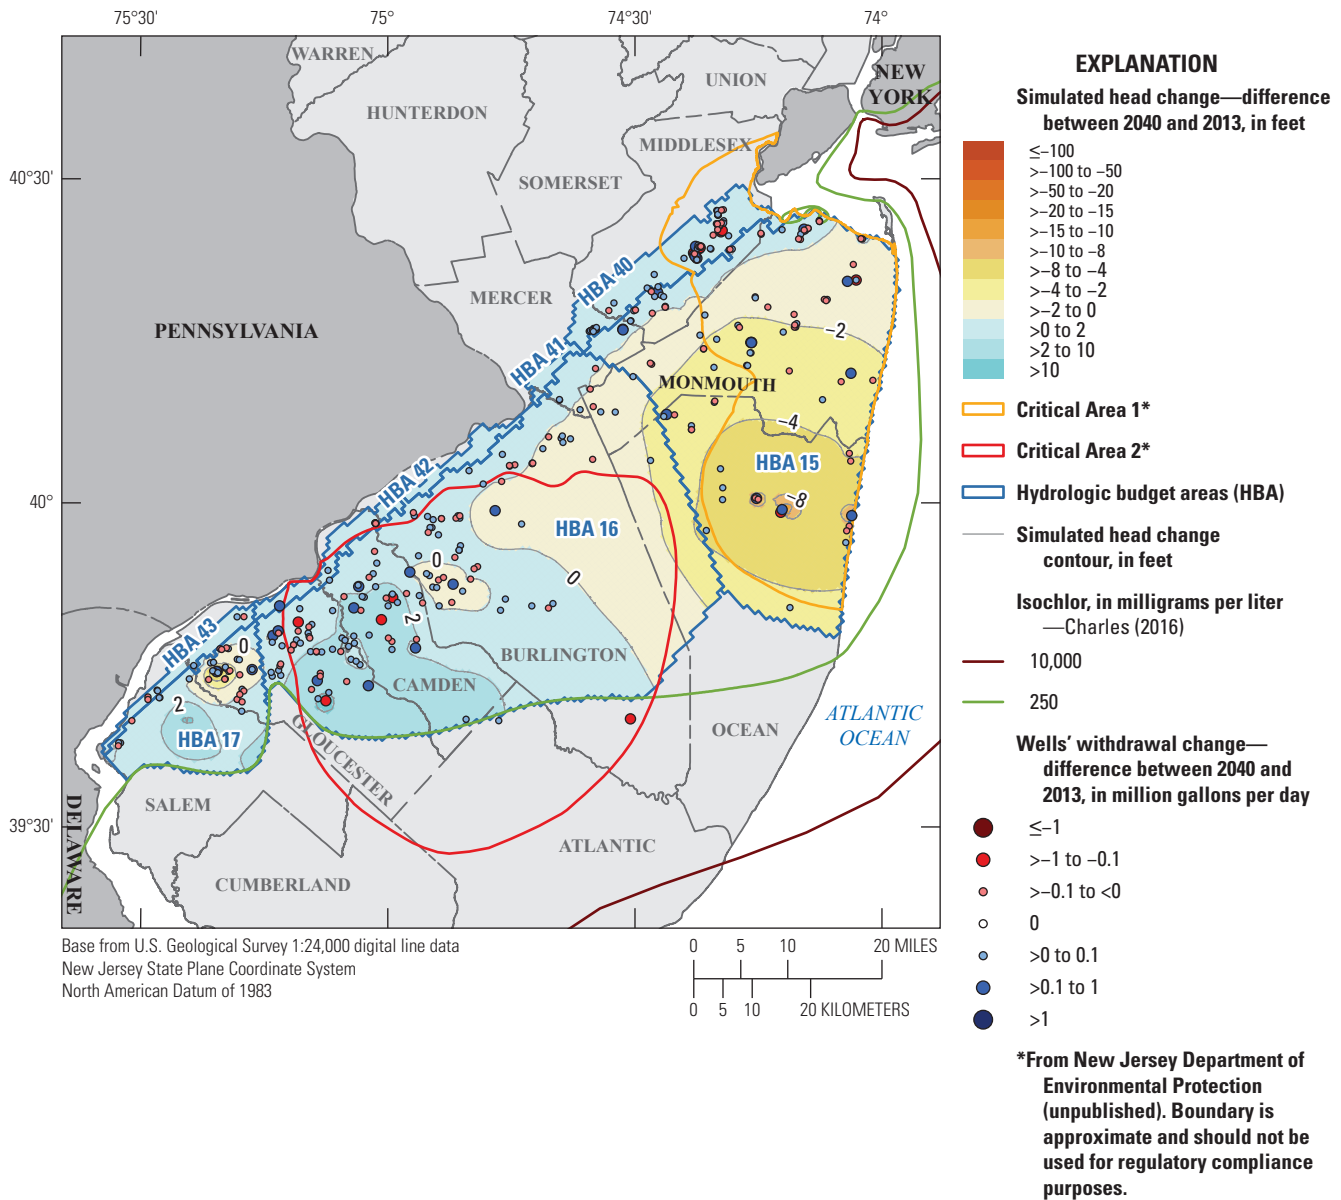 75°30'
75°
74°30'
74°
40°30'
40°
39°30'
WARREN
HUNTERDON
UNION
NEW
YORK
MIDDLESEX
SOMERSET
MERCER
PENNSYLVANIA
HBA 40
HBA 41
HBA 42
HBA 43
MONMOUTH
–2
–4
HBA 15
–8
HBA 16
0
0
2
0
2
HBA 17
BURLINGTON
CAMDEN
GLOUCESTER
OCEAN
ATLANTIC
OCEAN
SALEM
DELAWARE
CUMBERLAND
ATLANTIC
Base from U.S. Geological Survey 1:24,000 digital line data
New Jersey State Plane Coordinate System
North American Datum of 1983
0 5 10 20 MILES
0 5 10 20 KILOMETERS
EXPLANATION
Simulated head change—difference
between 2040 and 2013, in feet
≤–100
>–100 to –50
>–50 to –20
>–20 to –15
>–15 to –10
>–10 to –8
>–8 to –4
>–4 to –2
>–2 to 0
>0 to 2
>2 to 10
>10
Critical Area 1*
Critical Area 2*
Hydrologic budget areas (HBA)
Simulated head change
contour, in feet
Isochlor, in milligrams per liter
—Charles (2016)
10,000
250
Wells' withdrawal change—
difference between 2040 and
2013, in million gallons per day
≤–1
>–1 to –0.1
>–0.1 to <0
0
>0 to 0.1
>0.1 to 1
>1
*From New Jersey Department of
Environmental Protection
(unpublished). Boundary is
approximate and should not be
used for regulatory compliance
purposes.